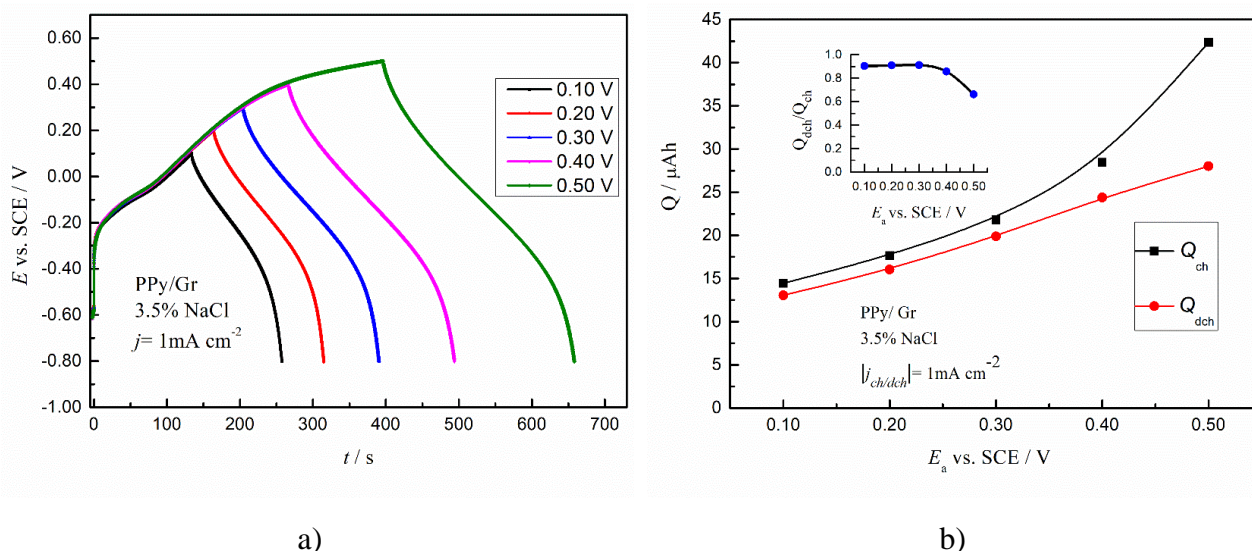 0.60
0.40
0.20
0.00
-0.20
-0.40
-0.60
-0.80
-1.00
E vs. SCE / V
0.10 V
0.20 V
0.30 V
0.40 V
0.50 V
PPy/Gr
3.5% NaCl
j= 1mA cm-2
0 100 200 300 400 500 600 700
t / s
a)
45
40
35
30
25
20
15
10
5
0
Q / μAh
1.0
0.8
0.6
0.4
0.2
0.0
Qdch/Qch
0.10 0.20 0.30 0.40 0.50
Ea vs. SCE / V
Qch
Qdch
PPy/ Gr
3.5% NaCl
|jch/dch|= 1mA cm-2
0.10 0.20 0.30 0.40 0.50
Ea vs. SCE / V
b)